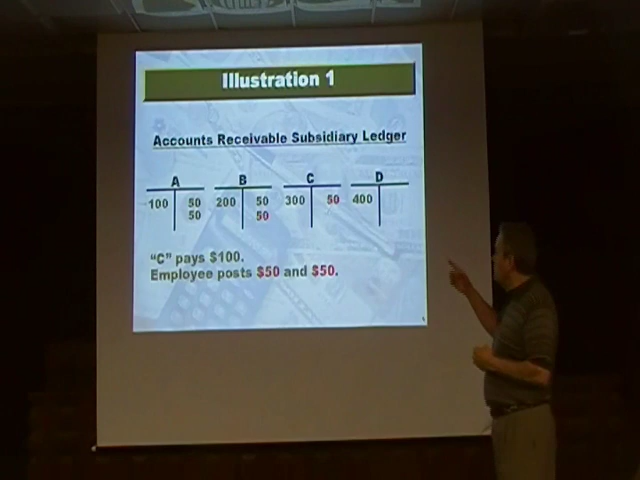 Illustration 1
Accounts Receivable Subsidiary Ledger
A B C D
100 50 200 50 300 50 400
50 50
"C" pays $100.
Employee posts $50 and $50.